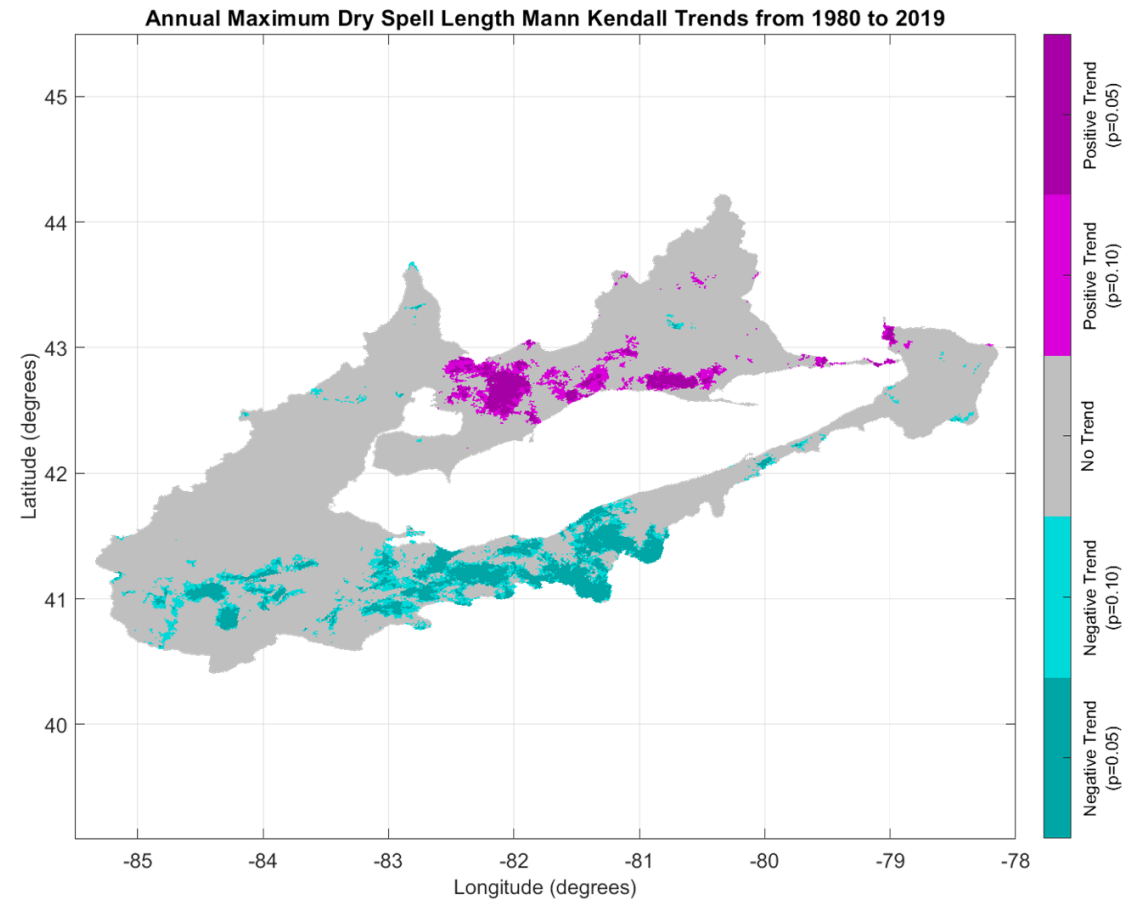 Annual Maximum Dry Spell Length Mann Kendall Trends from 1980 to 2019
45
44
43
42
41
40
Latitude (degrees)
-85
-84
-83
-82
-81
-80
-79
-78
Longitude (degrees)
Positive Trend
(p=0.05)
Positive Trend
(p=0.10)
No Trend
Negative Trend
(p=0.10)
Negative Trend
(p=0.05)